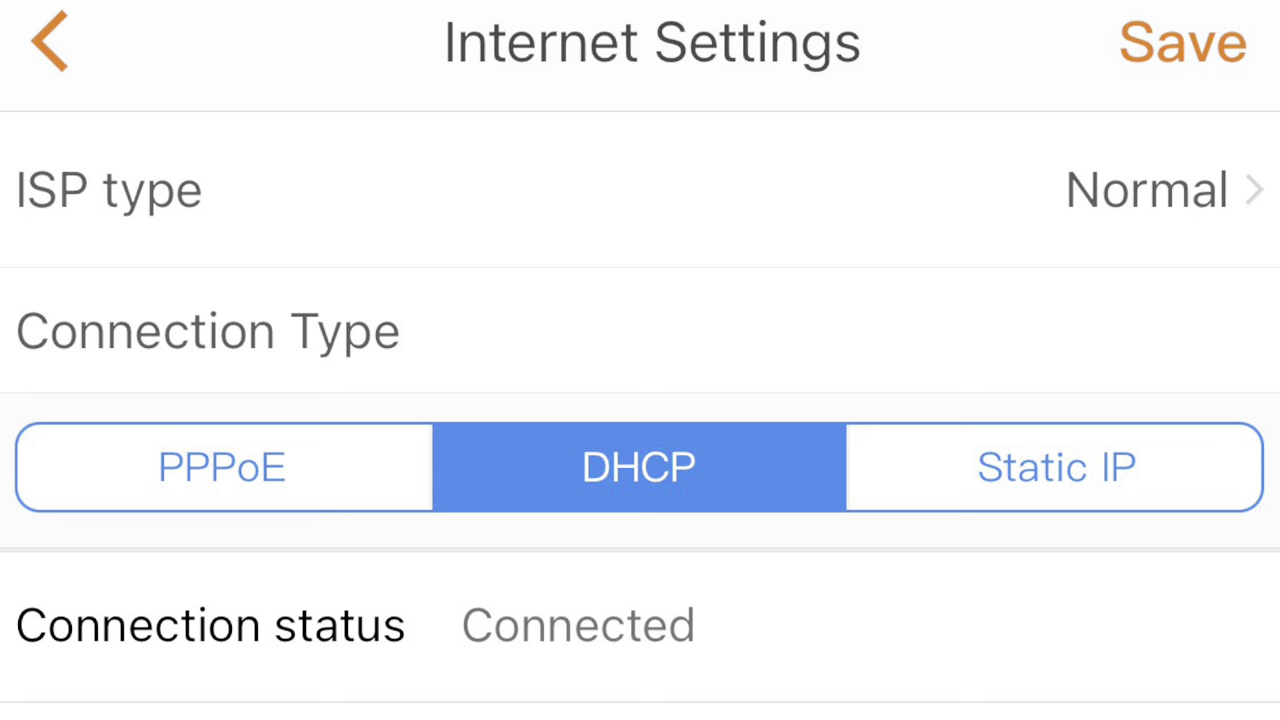 Internet Settings
Save
ISP type
Normal
Connection Type
PPPoE
DHCP
Static IP
Connection status
Connected